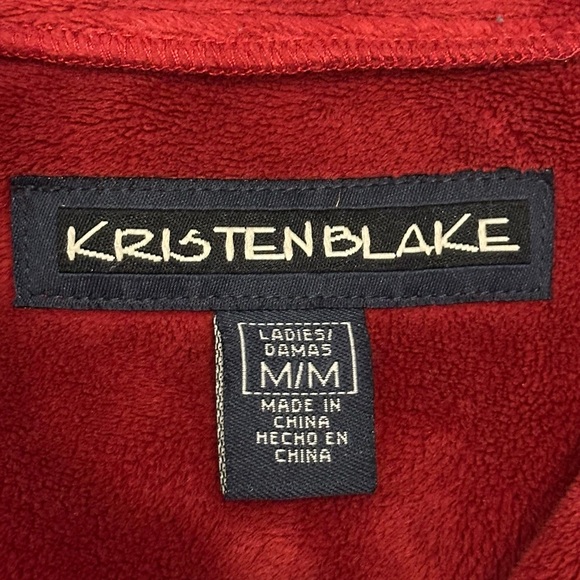 KRISTEN BLAKE
LADIES/
DAMAS
M/M
MADE IN
CHINA
HECHO EN
CHINA